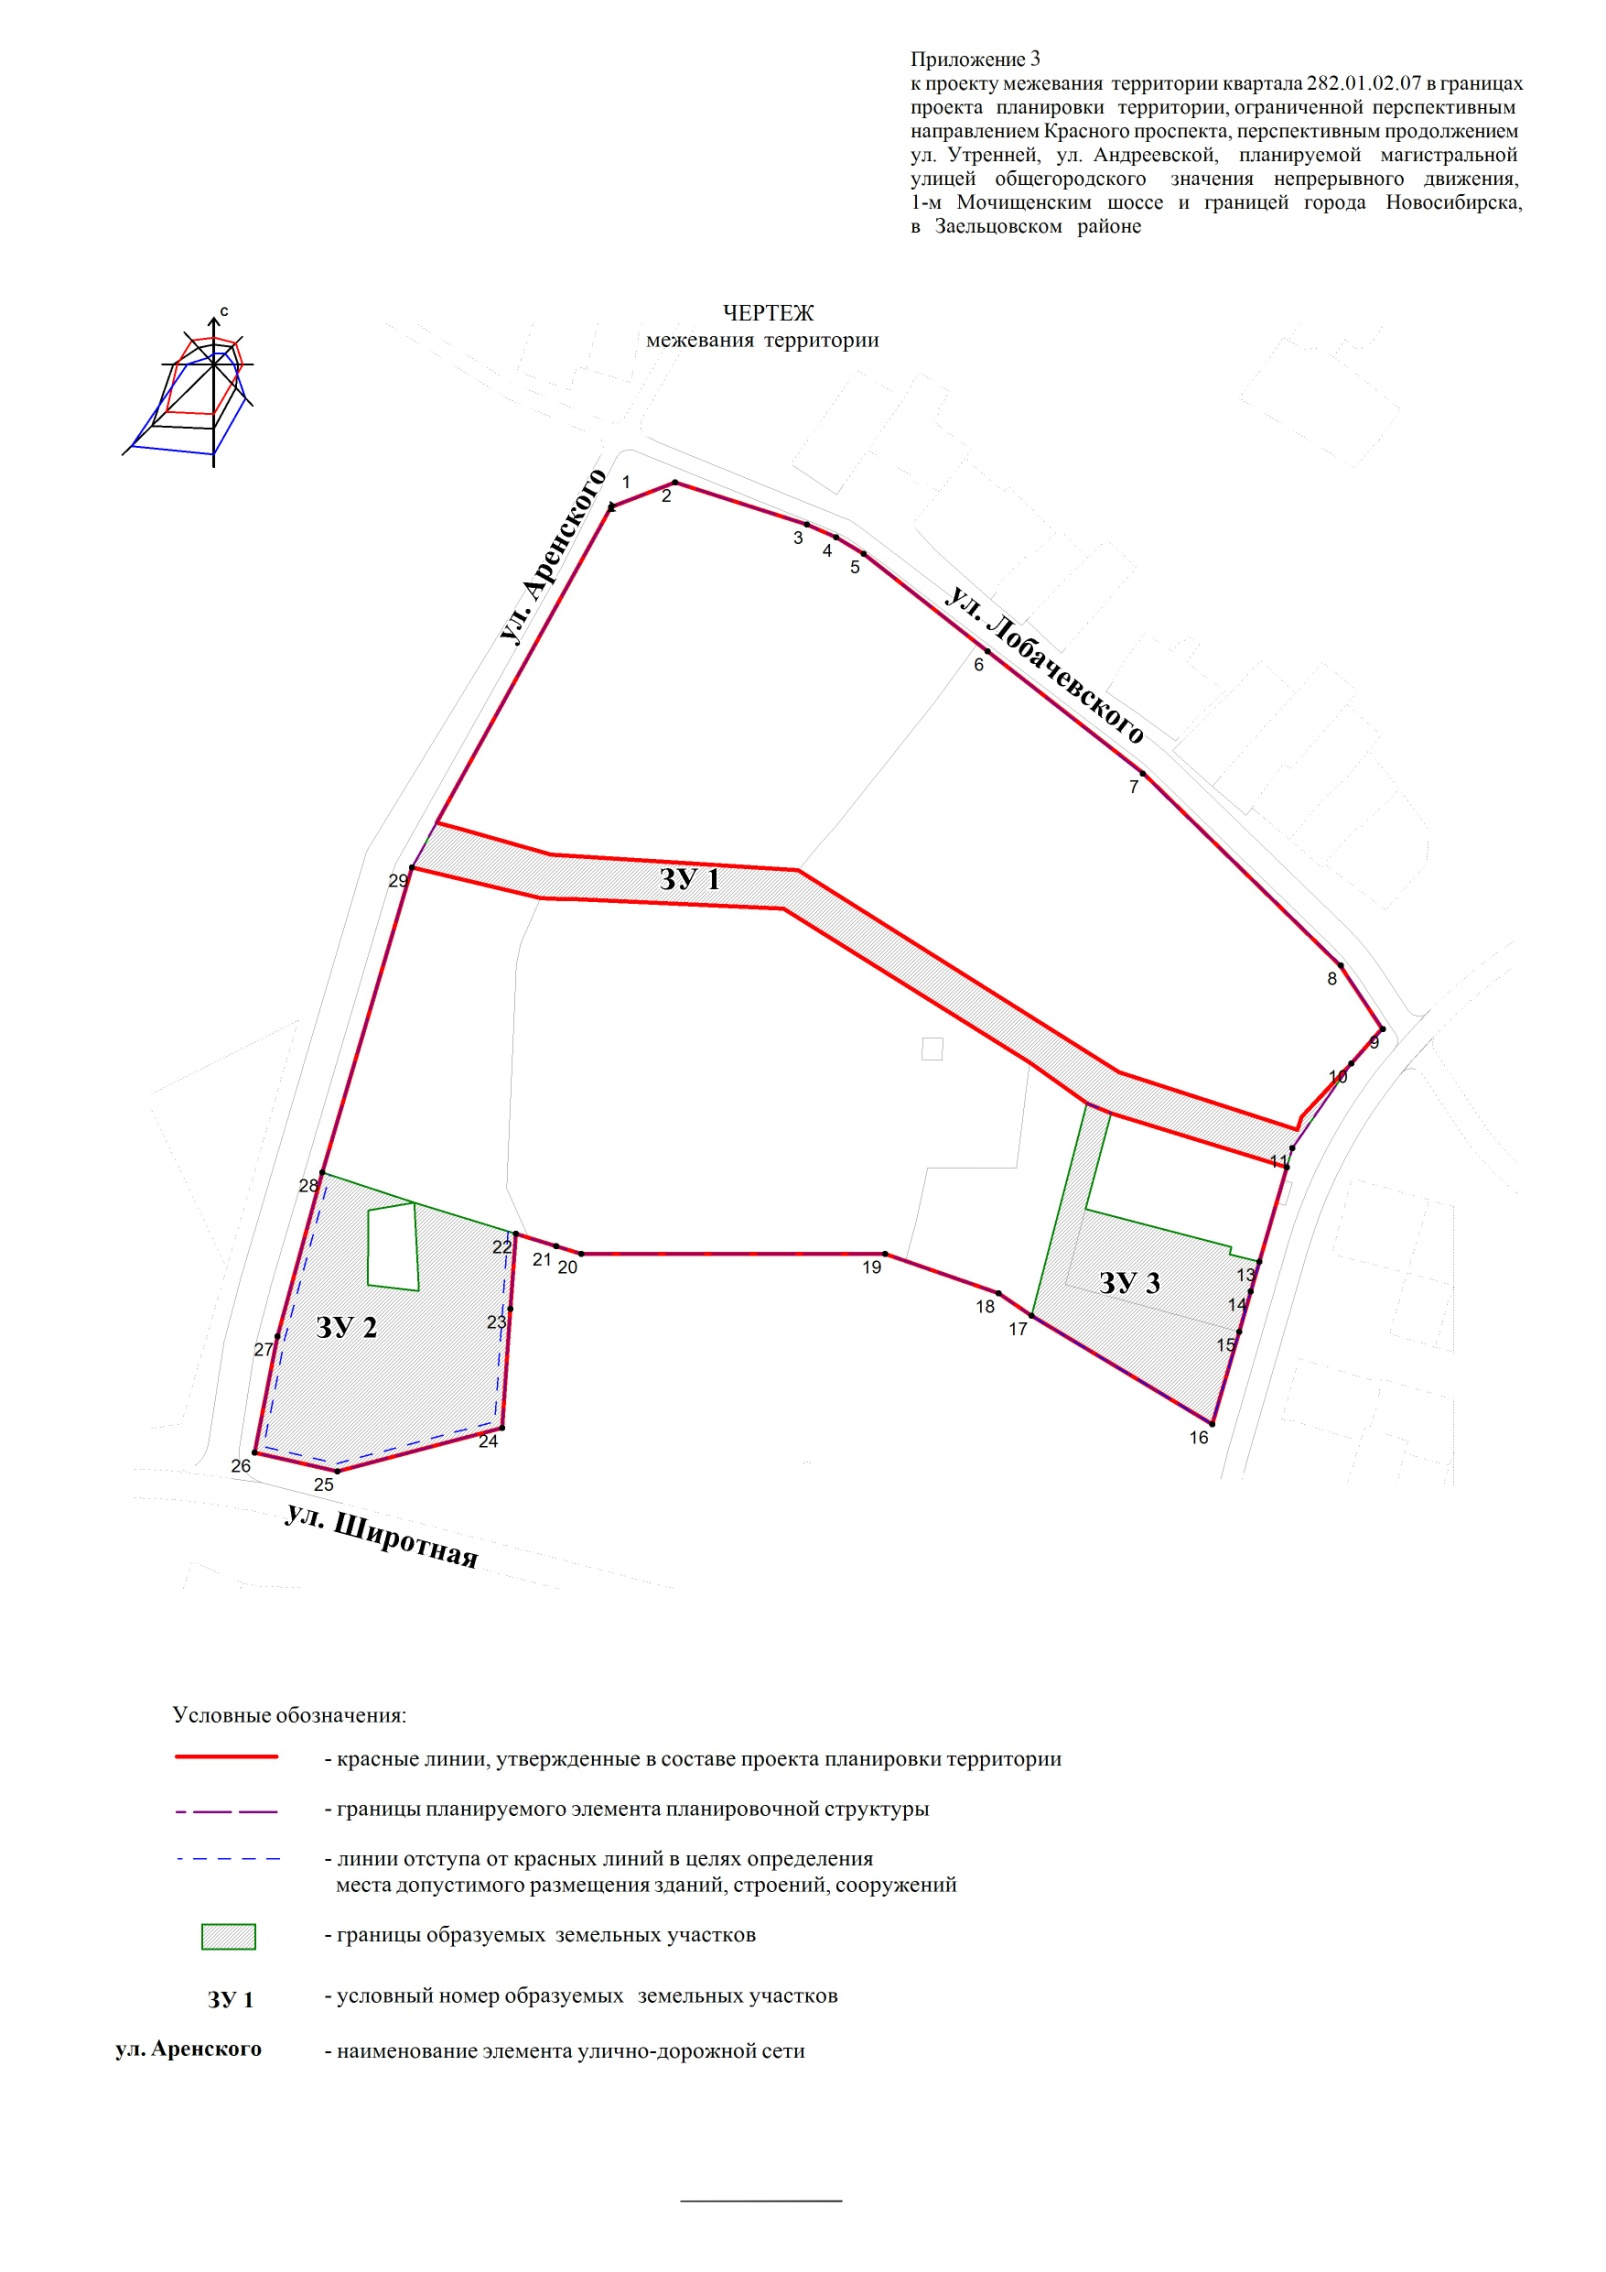 Приложение 3
к проекту межевания территории квартала 282.01.02.07 в границах
проекта планировки территории, ограниченной перспективным
направлением Красного проспекта, перспективным продолжением
ул. Утренней, ул. Андреевской, планируемой магистральной
улицей общегородского значения непрерывного движения,
1-м Мочищенским шоссе и границей города Новосибирска,
в Заельцовском районе
ЧЕРТЕЖ
межевания территории
с
ул. Аренского
1
2
3
4
5
ул. Лобачевского
6
7
8
9
10
11
29
ЗУ 1
28
22
21
20
19
18
17
13
14
15
16
ЗУ 3
ЗУ 2
23
27
24
26
25
ул. Широтная
Условные обозначения:
- красные линии, утвержденные в составе проекта планировки территории
- границы планируемого элемента планировочной структуры
- линии отступа от красных линий в целях определения
места допустимого размещения зданий, строений, сооружений
- границы образуемых земельных участков
ЗУ 1 - условный номер образуемых земельных участков
ул. Аренского - наименование элемента улично-дорожной сети